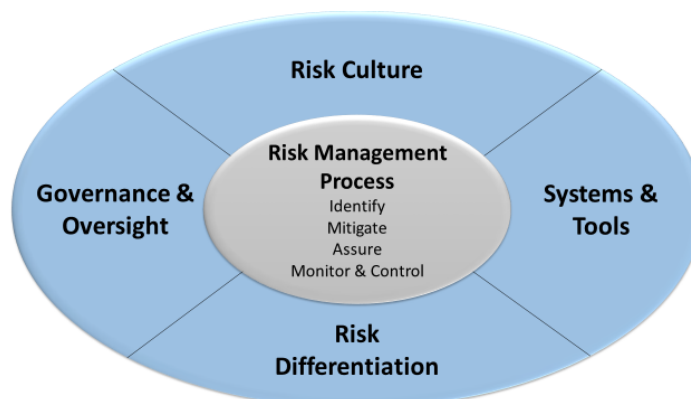 Risk Culture
Governance &
Oversight
Risk Management
Process
Identify
Mitigate
Assure
Monitor & Control
Systems &
Tools
Risk
Differentiation